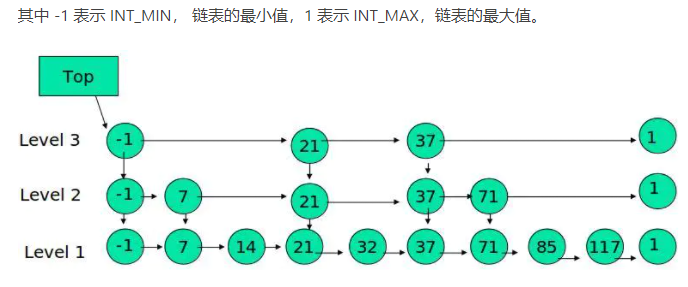 其中 -1 表示 INT_MIN， 链表的最小值，1 表示 INT_MAX，链表的最大值。
Top
Level 3 -1 21 37 1
Level 2 -1 7 21 37 71 1
Level 1 -1 7 14 21 32 37 71 85 117 1